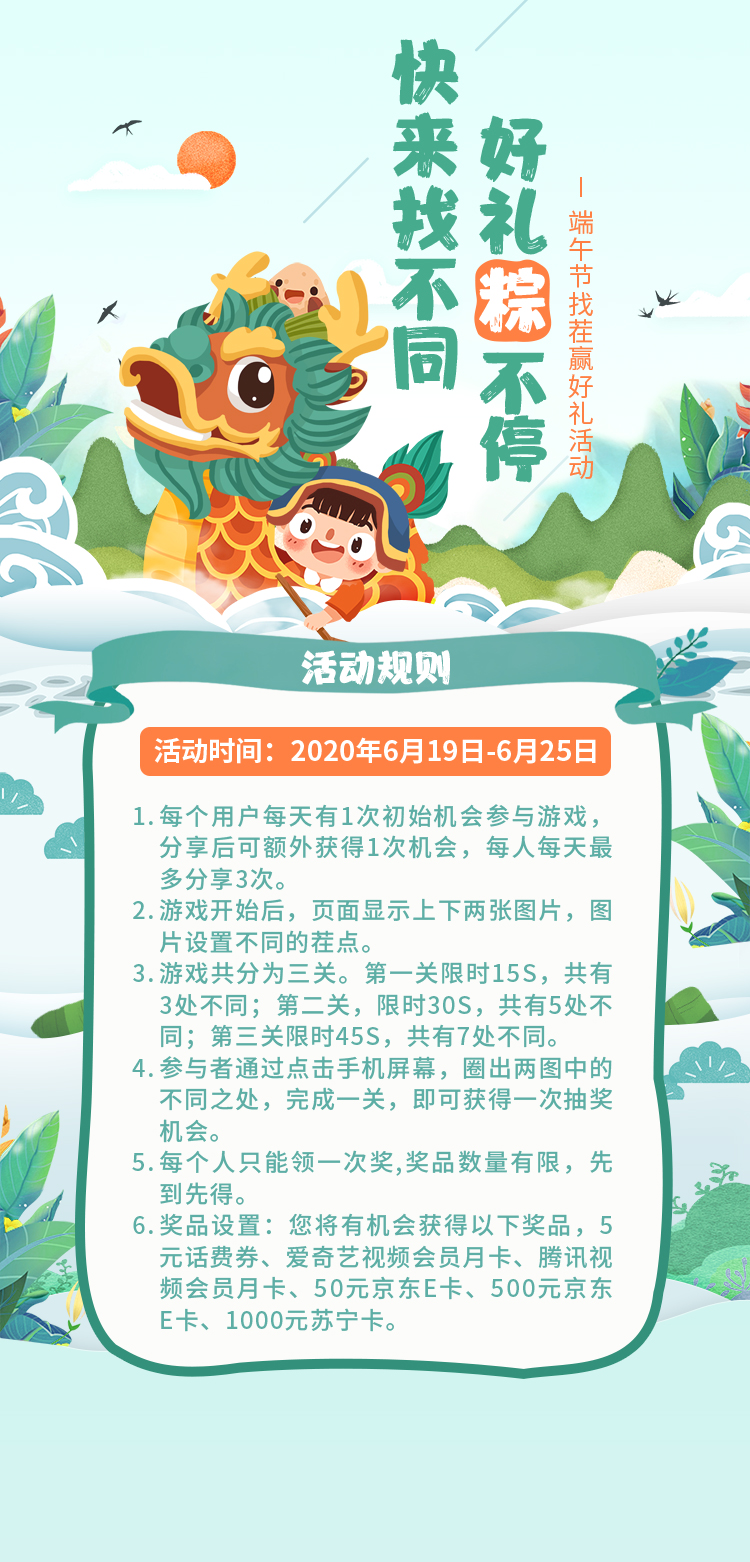 快来找不同
好礼粽不停
端午节找茬赢好礼活动
活动规则
活动时间：2020年6月19日-6月25日
1.每个用户每天有1次初始机会参与游戏，
分享后可额外获得1次机会，每人每天最
多分享3次。
2.游戏开始后，页面显示上下两张图片，图
片设置不同的茬点。
3.游戏共分为三关。第一关限时15S，共有
3处不同；第二关，限时30S，共有5处不
同；第三关限时45S，共有7处不同。
4.参与者通过点击手机屏幕，圈出两图中的
不同之处，完成一关，即可获得一次抽奖
机会。
5.每个人只能领一次奖,奖品数量有限，先
到先得。
6.奖品设置：您将有机会获得以下奖品，5
元话费券、爱奇艺视频会员月卡、腾讯视
频会员月卡、50元京东E卡、500元京东
E卡、1000元苏宁卡。